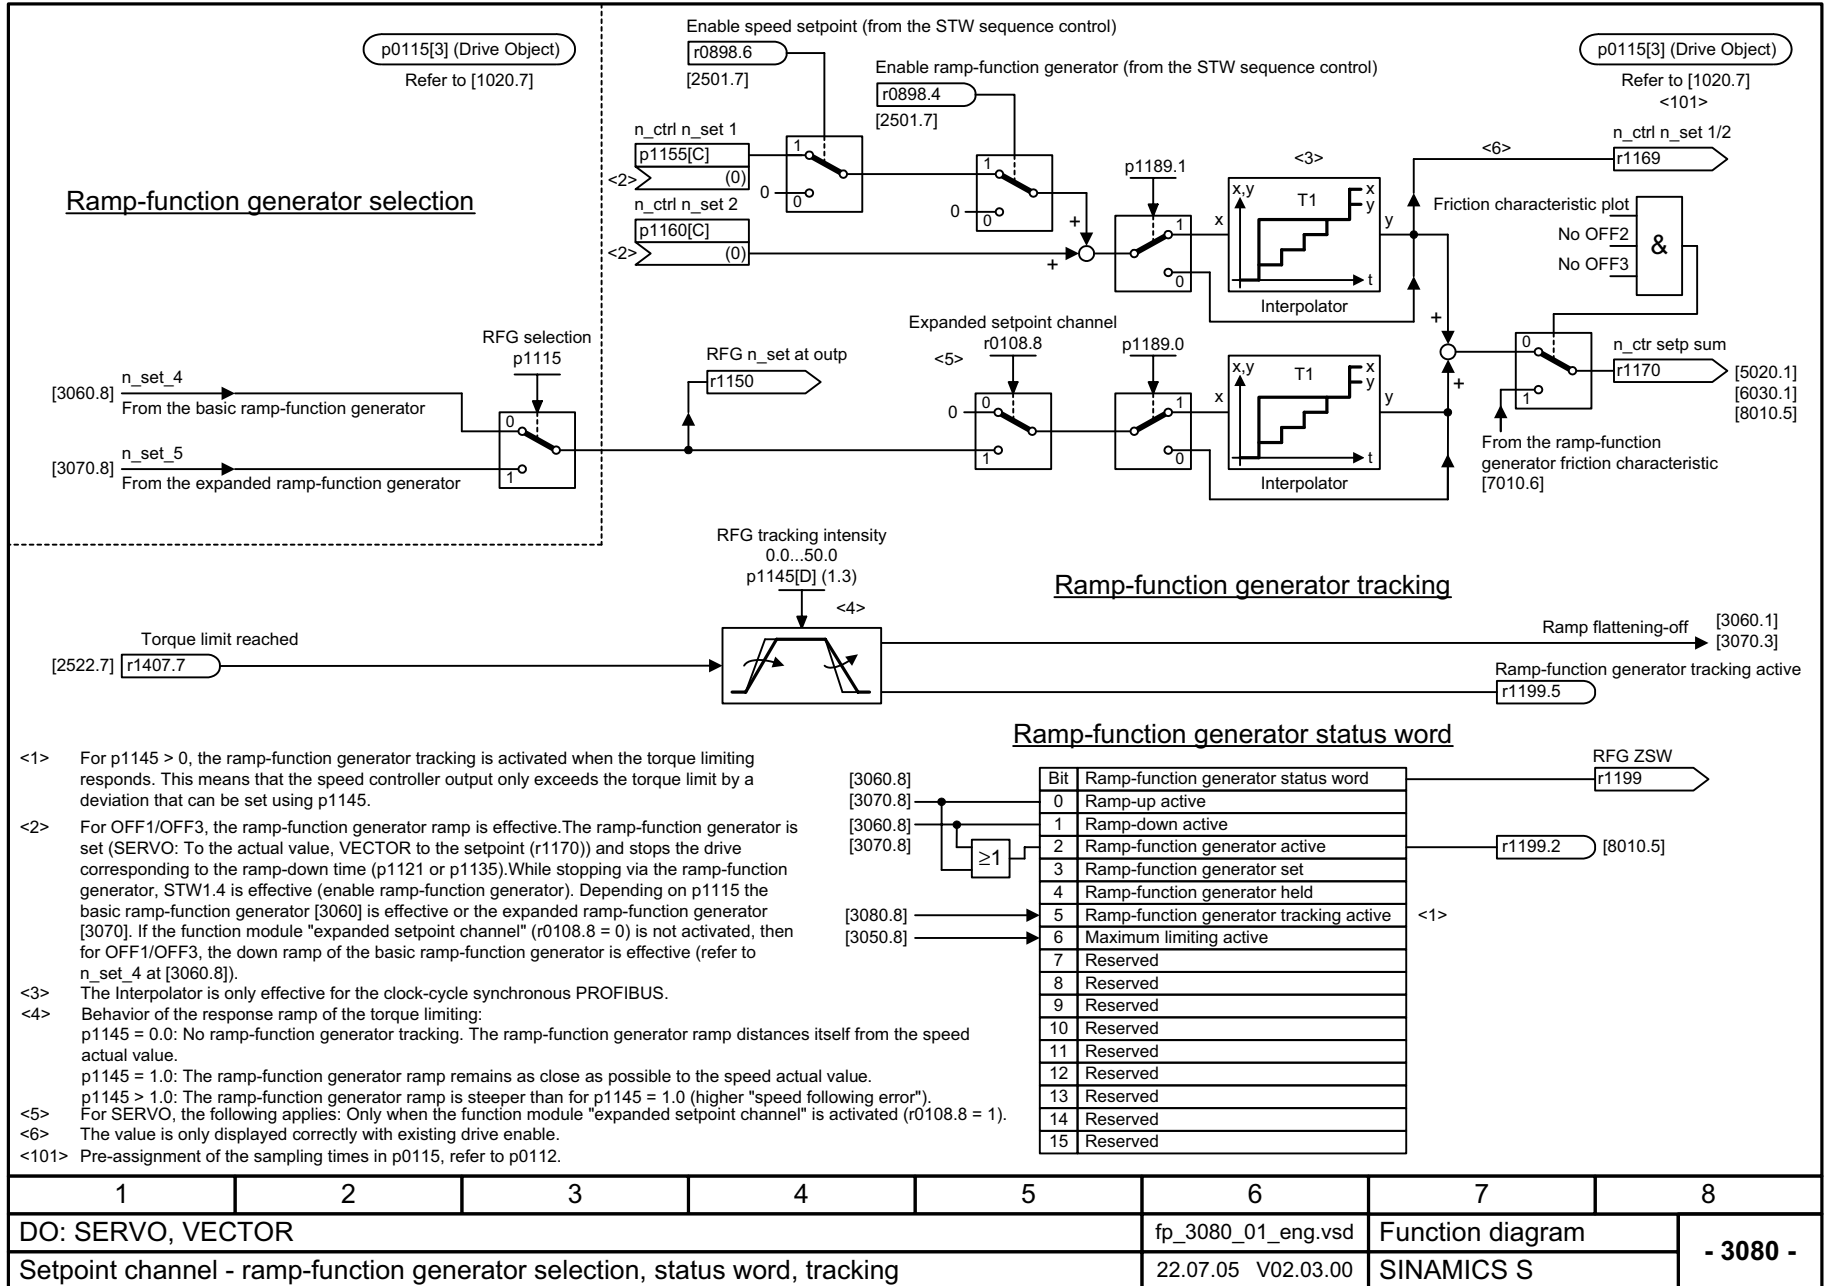 p0115[3] (Drive Object)
Refer to [1020.7]
Enable speed setpoint (from the STW sequence control)
r0898.6
[2501.7]
Enable ramp-function generator (from the STW sequence control)
r0898.4
[2501.7]
p0115[3] (Drive Object)
Refer to [1020.7]
<101>
Ramp-function generator selection
n_ctrl n_set 1
p1155[C]
<2>
(0)
n_ctrl n_set 2
p1160[C]
<2>
(0)
1
0
0
1
0
0
+
+
p1189.1
1
0
<3>
x
x,y
T1
x
y
t
y
Interpolator
<6>
n_ctrl n_set 1/2
r1169
Friction characteristic plot
No OFF2
No OFF3
&
RFG selection
p1115
[3060.8]
n_set_4
From the basic ramp-function generator
[3070.8]
n_set_5
From the expanded ramp-function generator
0
1
RFG n_set at outp
r1150
Expanded setpoint channel
<5>
r0108.8
0
0
1
p1189.0
1
0
x
x,y
T1
x
y
t
y
Interpolator
+
+
0
1
n_ctr setp sum
r1170
[5020.1]
[6030.1]
[8010.5]
From the ramp-function
generator friction characteristic
[7010.6]
RFG tracking intensity
0.0...50.0
p1145[D] (1.3)
<4>
Ramp-function generator tracking
Torque limit reached
[2522.7]
r1407.7
Ramp flattening-off
[3060.1]
[3070.3]
Ramp-function generator tracking active
r1199.5
<1> For p1145 > 0, the ramp-function generator tracking is activated when the torque limiting
responds. This means that the speed controller output only exceeds the torque limit by a
deviation that can be set using p1145.
<2> For OFF1/OFF3, the ramp-function generator ramp is effective.The ramp-function generator is
set (SERVO: To the actual value, VECTOR to the setpoint (r1170)) and stops the drive
corresponding to the ramp-down time (p1121 or p1135).While stopping via the ramp-function
generator, STW1.4 is effective (enable ramp-function generator). Depending on p1115 the
basic ramp-function generator [3060] is effective or the expanded ramp-function generator
[3070]. If the function module "expanded setpoint channel" (r0108.8 = 0) is not activated, then
for OFF1/OFF3, the down ramp of the basic ramp-function generator is effective (refer to
n_set_4 at [3060.8]).
<3> The Interpolator is only effective for the clock-cycle synchronous PROFIBUS.
<4> Behavior of the response ramp of the torque limiting:
p1145 = 0.0: No ramp-function generator tracking. The ramp-function generator ramp distances itself from the speed
actual value.
p1145 = 1.0: The ramp-function generator ramp remains as close as possible to the speed actual value.
p1145 > 1.0: The ramp-function generator ramp is steeper than for p1145 = 1.0 (higher "speed following error").
<5> For SERVO, the following applies: Only when the function module "expanded setpoint channel" is activated (r0108.8 = 1).
<6> The value is only displayed correctly with existing drive enable.
<101> Pre-assignment of the sampling times in p0115, refer to p0112.
Ramp-function generator status word
RFG ZSW
r1199
[3060.8]
[3070.8]
[3060.8]
[3070.8]
≥1
[3080.8]
[3050.8]
Bit Ramp-function generator status word
0 Ramp-up active
1 Ramp-down active
2 Ramp-function generator active
3 Ramp-function generator set
4 Ramp-function generator held
5 Ramp-function generator tracking active
6 Maximum limiting active
7 Reserved
8 Reserved
9 Reserved
10 Reserved
11 Reserved
12 Reserved
13 Reserved
14 Reserved
15 Reserved
r1199.2
[8010.5]
<1>
1 2 3 4 5 6 7 8
DO: SERVO, VECTOR
fp_3080_01_eng.vsd
Function diagram
- 3080 -
Setpoint channel - ramp-function generator selection, status word, tracking
22.07.05 V02.03.00
SINAMICS S